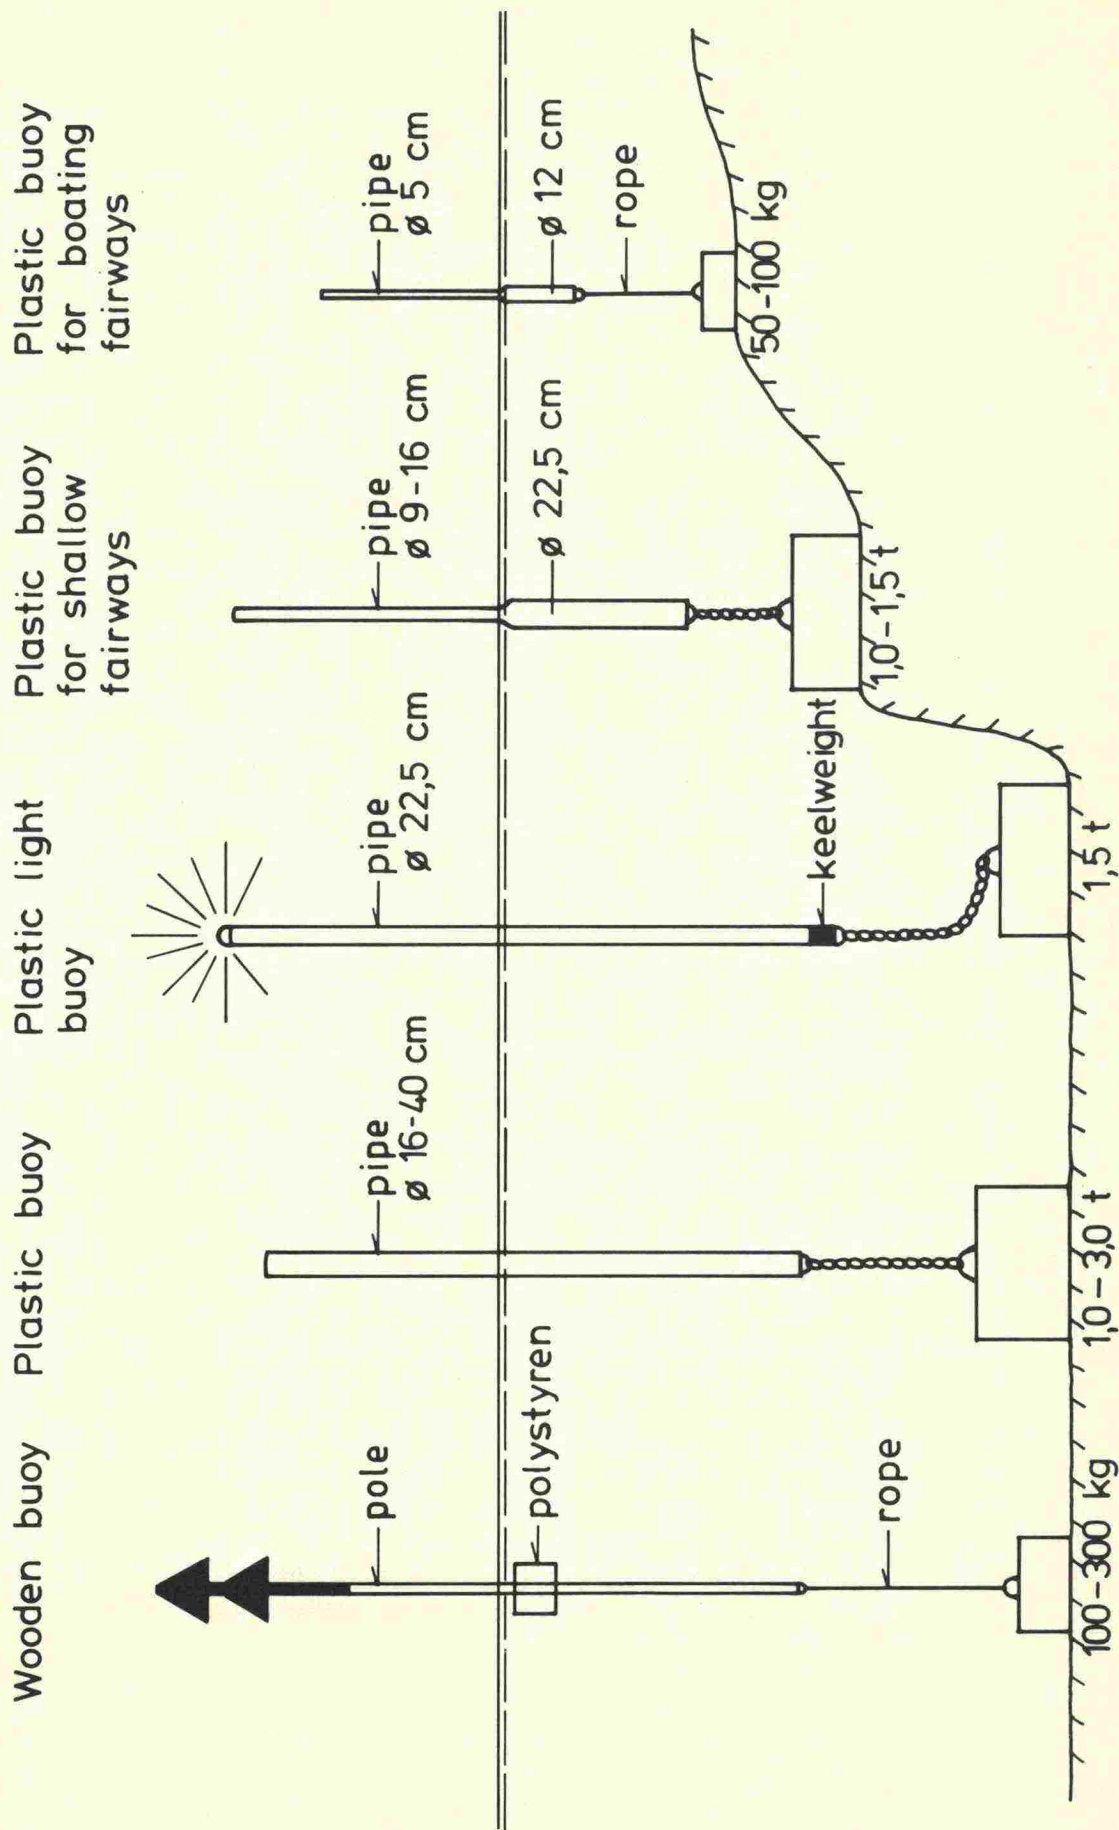 Wooden buoy
Plastic buoy
Plastic light
buoy
Plastic buoy
for shallow
fairways
Plastic buoy
for boating
fairways
pole
polystyren
rope
100-300 kg
pipe
ø 16-40 cm
1,0-3,0 t
pipe
ø 22,5 cm
keelweight
1,5 t
pipe
ø 9-16 cm
ø 22,5 cm
1,0-1,5 t
pipe
ø 5 cm
ø 12 cm
rope
50-100 kg